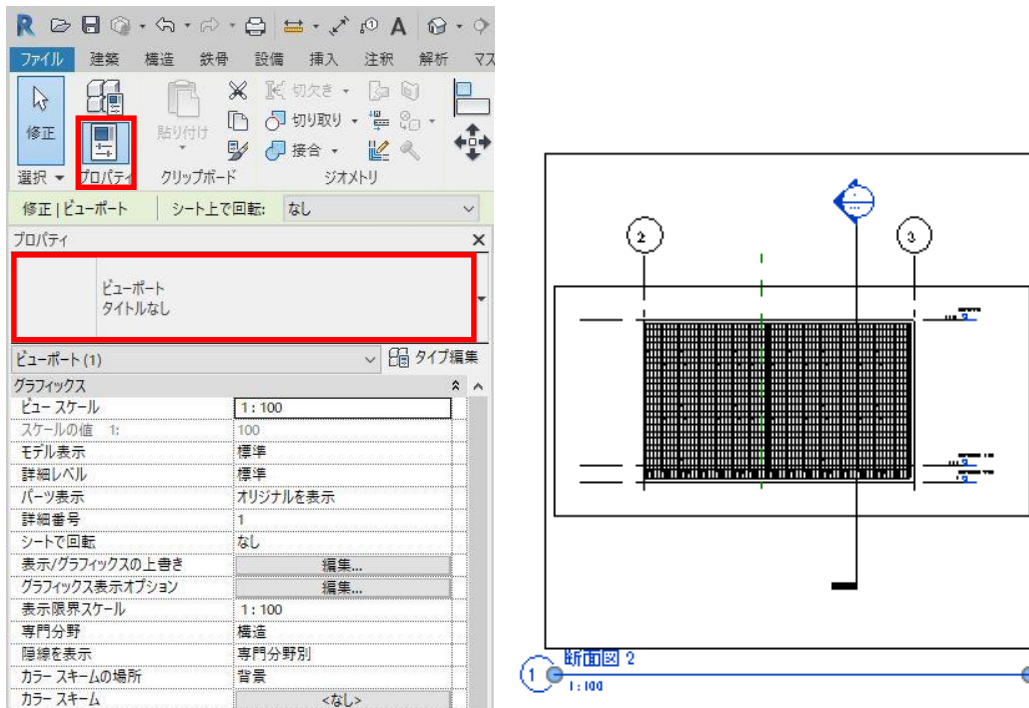 R A
ファイル 建築 構造 鉄骨 設備 挿入 注釈 解析 マス
修正 貼り付け 切欠き
切り取り
接合
選択 プロパティ クリップボード ジオメトリ
修正 | ビューポート シート上で回転: なし
プロパティ
ビューポート
タイトルなし
ビューポート (1) タイプ編集
グラフィックス
ビュー スケール 1 : 100
スケールの値 1: 100
モデル表示 標準
詳細レベル 標準
パーツ表示 オリジナルを表示
詳細番号 1
シートで回転 なし
表示/グラフィックスの上書き 編集...
グラフィックス表示オプション 編集...
表示限界スケール 1 : 100
専門分野 構造
隠線を表示 専門分野別
カラー スキームの場所 背景
カラー スキーム <なし>
2 3
断面図 2
1
1 : 100